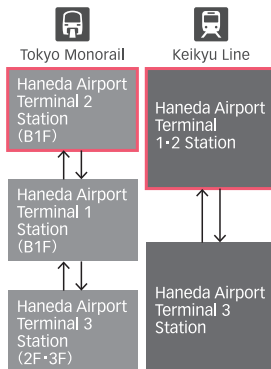 Tokyo Monorail
Haneda Airport
Terminal 2
Station
(B1F)
Haneda Airport
Terminal 1
Station
(B1F)
Haneda Airport
Terminal 3
Station
(2F・3F)
Keikyu Line
Haneda Airport
Terminal
1・2 Station
Haneda Airport
Terminal 3
Station